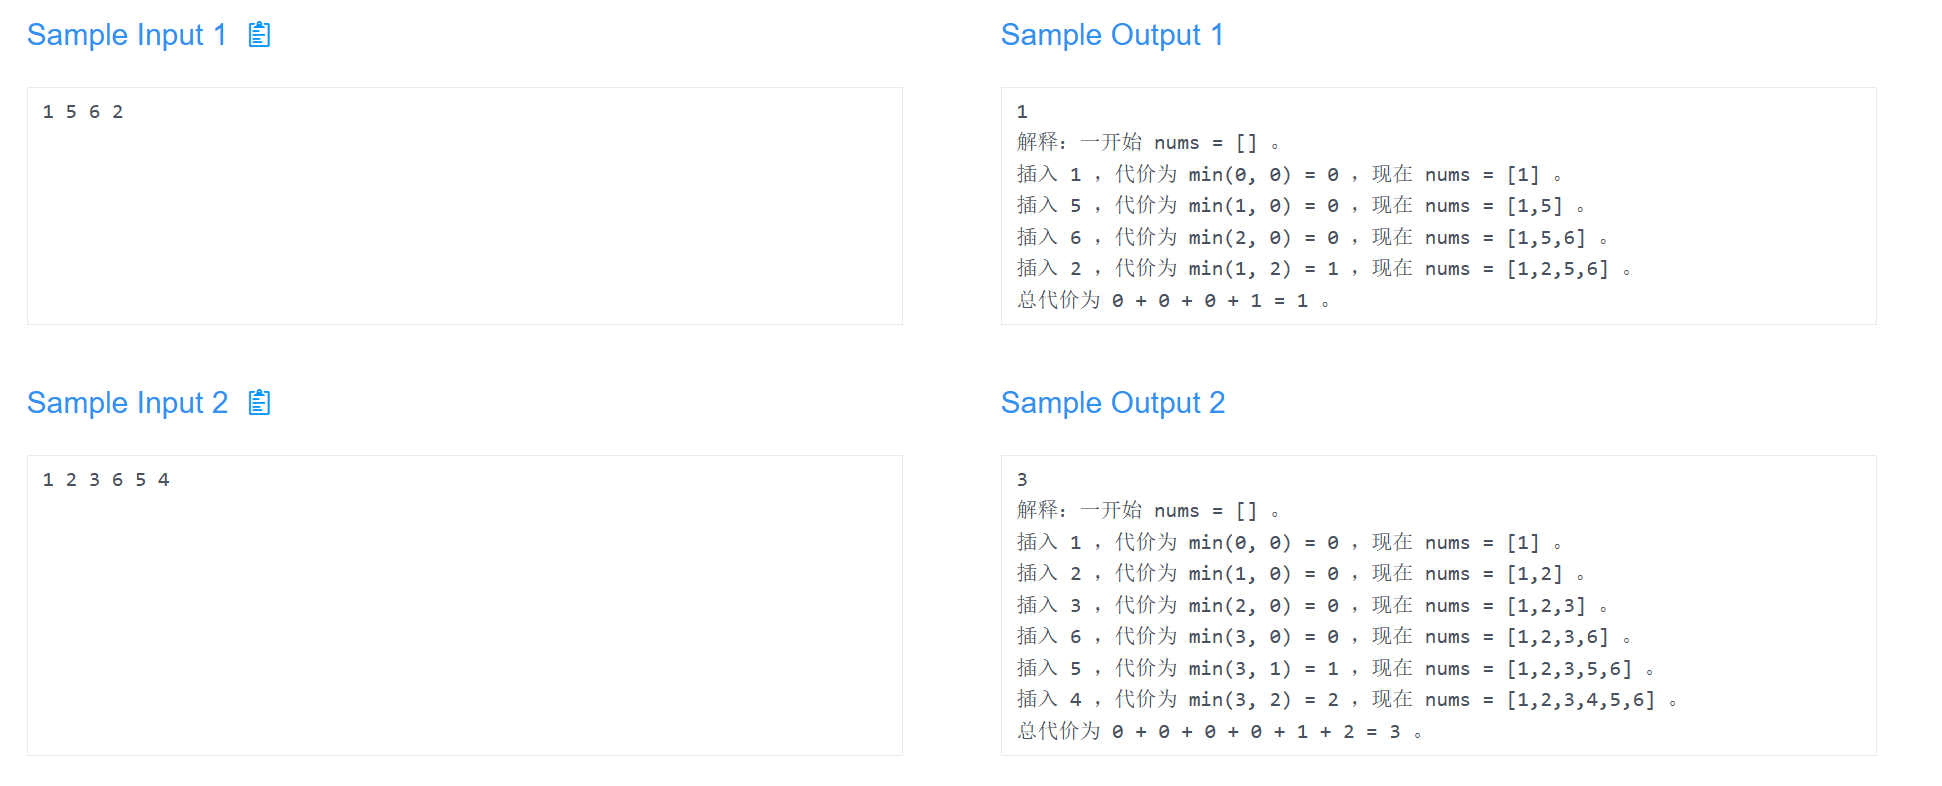 Sample Input 1
Sample Output 1
1 5 6 2
1
解释：一开始 nums = [] 。
插入 1 ，代价为 min(0, 0) = 0 ，现在 nums = [1] 。
插入 5 ，代价为 min(1, 0) = 0 ，现在 nums = [1,5] 。
插入 6 ，代价为 min(2, 0) = 0 ，现在 nums = [1,5,6] 。
插入 2 ，代价为 min(1, 2) = 1 ，现在 nums = [1,2,5,6] 。
总代价为 0 + 0 + 0 + 1 = 1 。
Sample Input 2
Sample Output 2
1 2 3 6 5 4
3
解释：一开始 nums = [] 。
插入 1 ，代价为 min(0, 0) = 0 ，现在 nums = [1] 。
插入 2 ，代价为 min(1, 0) = 0 ，现在 nums = [1,2] 。
插入 3 ，代价为 min(2, 0) = 0 ，现在 nums = [1,2,3] 。
插入 6 ，代价为 min(3, 0) = 0 ，现在 nums = [1,2,3,6] 。
插入 5 ，代价为 min(3, 1) = 1 ，现在 nums = [1,2,3,5,6] 。
插入 4 ，代价为 min(3, 2) = 2 ，现在 nums = [1,2,3,4,5,6] 。
总代价为 0 + 0 + 0 + 0 + 1 + 2 = 3 。